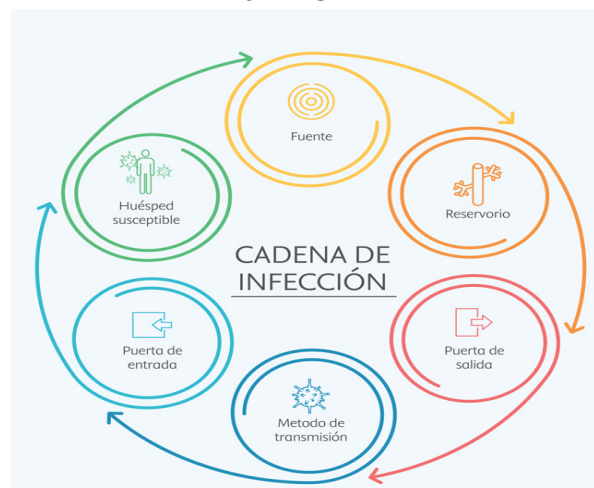 Fuente
Reservorio
Huésped
susceptible
CADENA DE
INFECCIÓN
Puerta de
entrada
Puerta de
salida
Metodo de
transmisión